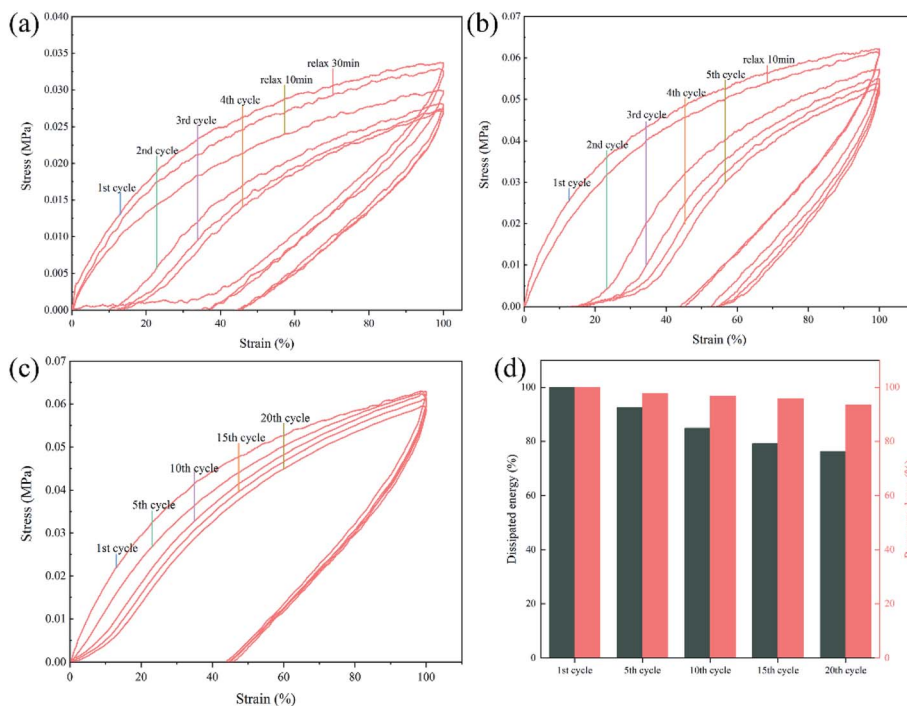 (a)
0.040
0.035
0.030
0.025
0.020
0.015
0.010
0.005
0.000
Stress (MPa)
1st cycle
2nd cycle
3rd cycle
4th cycle
relax 10min
relax 30min
0 20 40 60 80 100
Strain (%)
(b)
0.07
0.06
0.05
0.04
0.03
0.02
0.01
0.00
Stress (MPa)
1st cycle
2nd cycle
3rd cycle
4th cycle
5th cycle
relax 10min
0 20 40 60 80 100
Strain (%)
(c)
0.07
0.06
0.05
0.04
0.03
0.02
0.01
0.00
Stress (MPa)
1st cycle
5th cycle
10th cycle
15th cycle
20th cycle
0 20 40 60 80 100
Strain (%)
(d)
100
80
60
40
20
0
Dissipated energy (%)
1st cycle 5th cycle 10th cycle 15th cycle 20th cycle
100
80
60
40
20
0